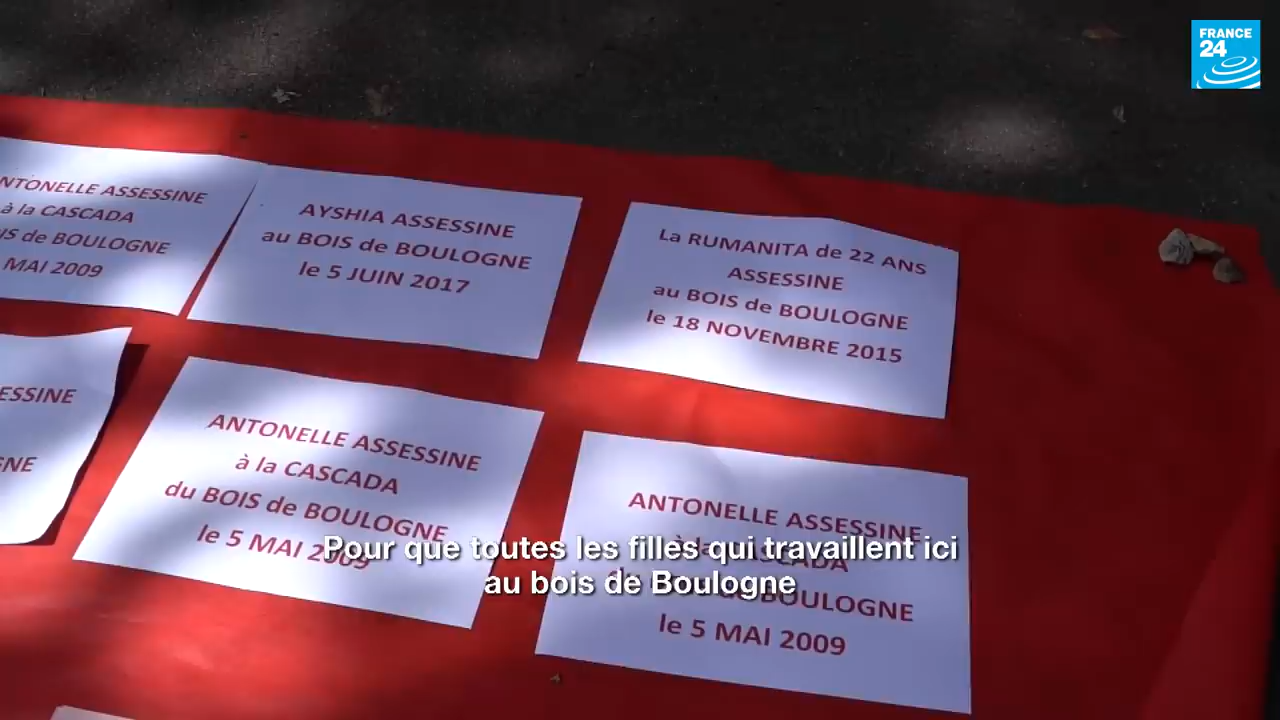 FRANCE
24
NTONELLE ASSESSINE
à la CASCADA
IS de BOULOGNE
MAI 2009
AYSHIA ASSESSINE
au BOIS de BOULOGNE
le 5 JUIN 2017
La RUMANITA de 22 ANS
ASSESSINE
au BOIS de BOULOGNE
le 18 NOVEMBRE 2015
ESSINE
NE
ANTONELLE ASSESSINE
à la CASCADA
du BOIS de BOULOGNE
le 5 MAI 2009
ANTONELLE ASSESSINE
CASCADA
BOULOGNE
le 5 MAI 2009
Pour que toutes les filles qui travaillent ici
au bois de Boulogne